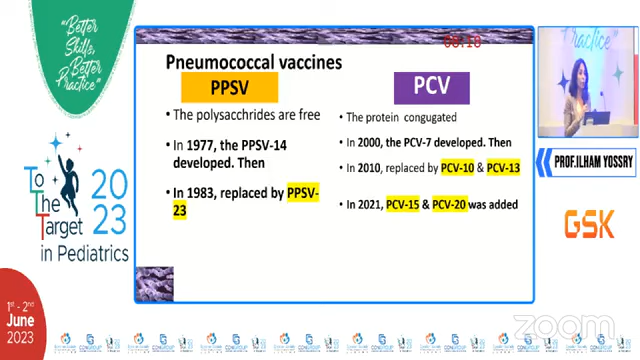 "Better
Skills,
Better
Practice"
To
The
Target
2023
in Pediatrics
1st - 2nd
June
2023
Pneumococcal vaccines
PPSV
• The polysacchrides are free
• In 1977, the PPSV-14
developed. Then
• In 1983, replaced by PPSV-
23
PCV
• The protein congugated
• In 2000, the PCV-7 developed. Then
• In 2010, replaced by PCV-10 & PCV-13
• In 2021, PCV-15 & PCV-20 was added
Practice"
PROF.ILHAM YOSSRY
GSK
zoom